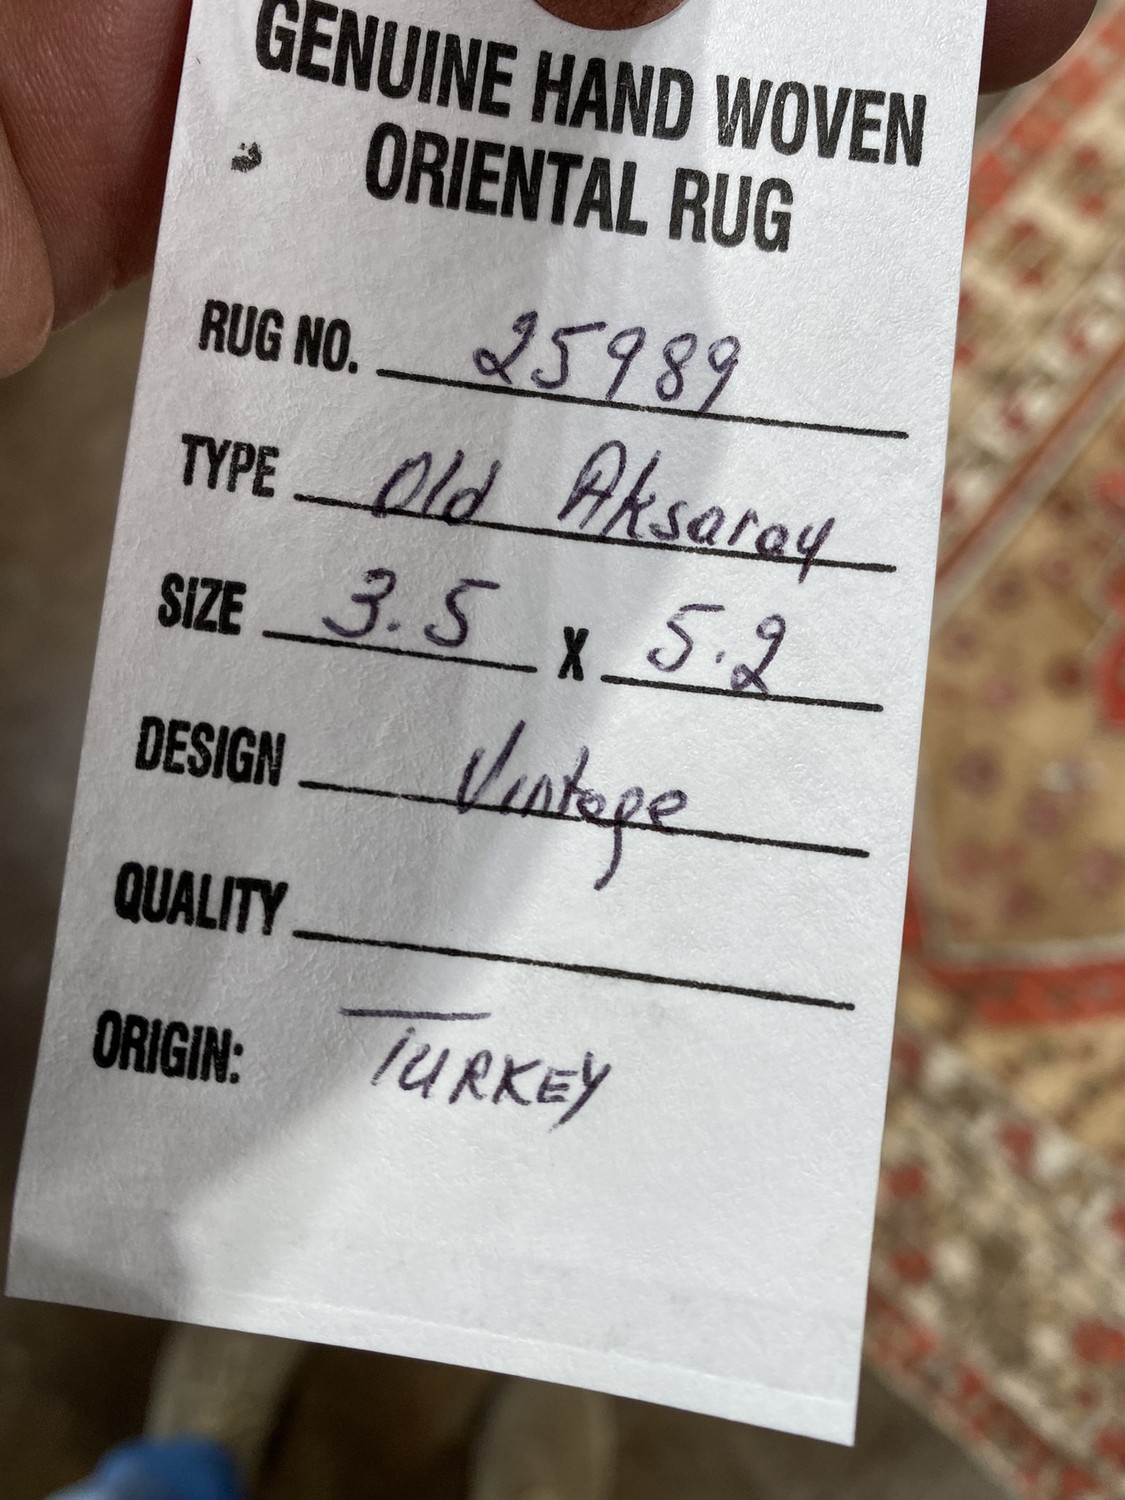 GENUINE HAND WOVEN
ORIENTAL RUG
RUG NO. 25989
TYPE Old Aksaray
SIZE 3.5 X 5.2
DESIGN Vintage
QUALITY
ORIGIN: TURKEY